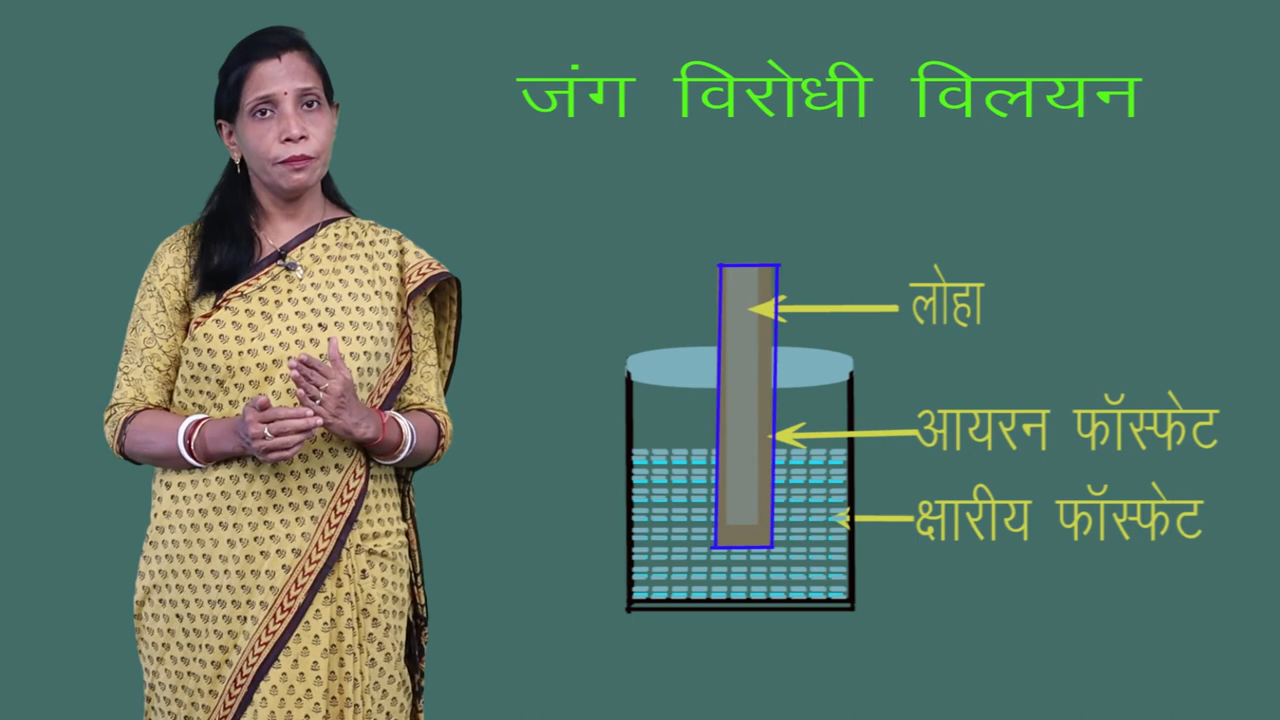 जंग विरोधी विलयन
लोहा
आयरन फॉस्फेट
क्षारीय फॉस्फेट